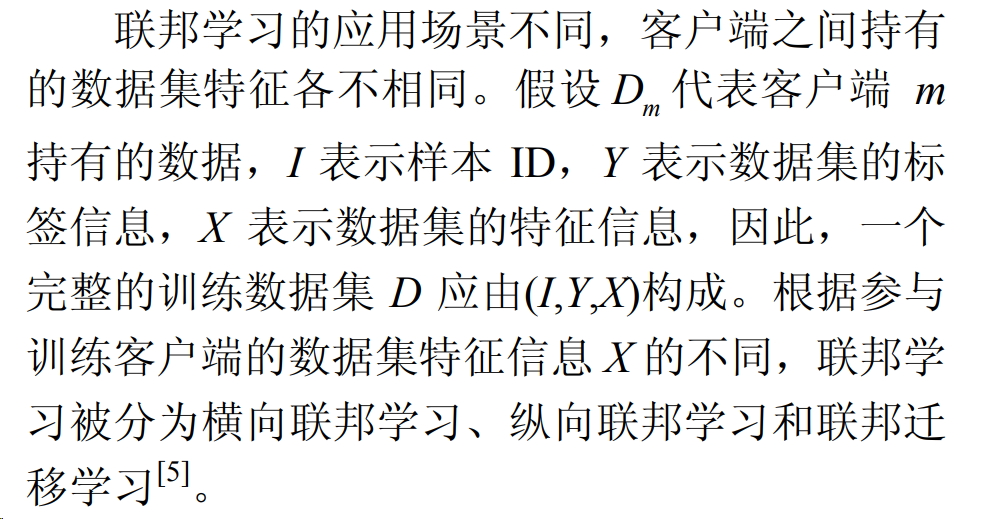 联邦学习的应用场景不同，客户端之间持有
的数据集特征各不相同。假设 Dm 代表客户端 m
持有的数据，I 表示样本 ID，Y 表示数据集的标
签信息，X 表示数据集的特征信息，因此，一个
完整的训练数据集 D 应由(I,Y,X)构成。根据参与
训练客户端的数据集特征信息 X 的不同，联邦学
习被分为横向联邦学习、纵向联邦学习和联邦迁
移学习[5]。